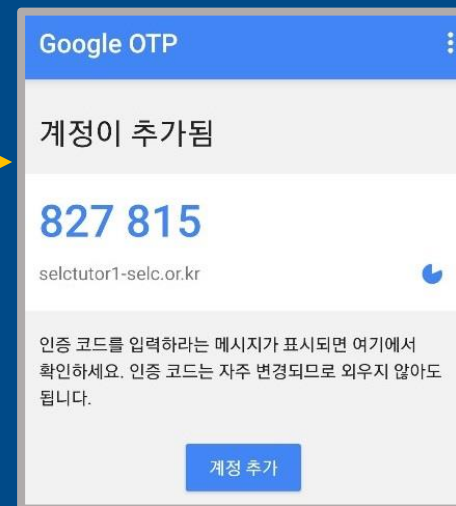 Google OTP
계정이 추가됨
827 815
selctutor1-selc.or.kr
인증 코드를 입력하라는 메시지가 표시되면 여기에서
확인하세요. 인증 코드는 자주 변경되므로 외우지 않아도
됩니다.
계정 추가